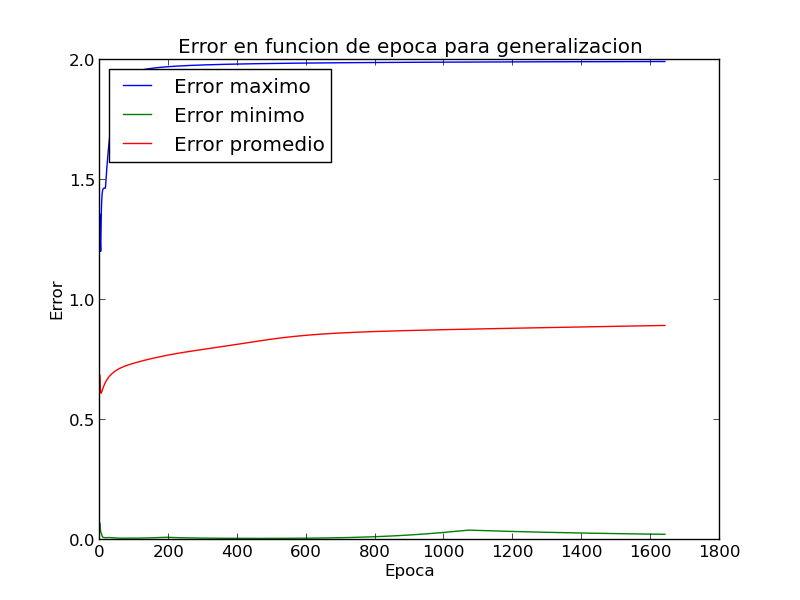 Error en funcion de epoca para generalizacion
Error maximo
Error minimo
Error promedio
2.0
1.5
1.0
0.5
0.0
Error
0 200 400 600 800 1000 1200 1400 1600 1800
Epoca